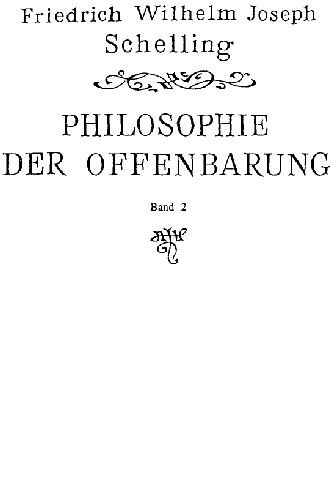 Friedrich Wilhelm Joseph
Schelling
PHILOSOPHIE
DER OFFENBARUNG
Band 2